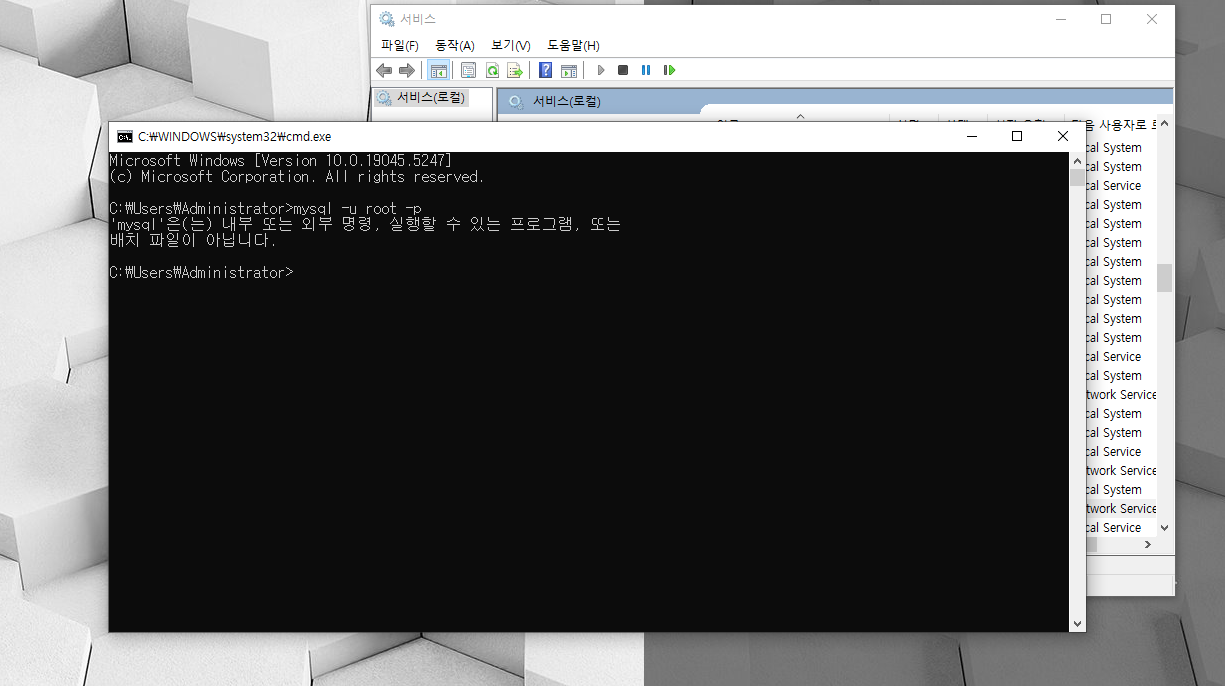 서비스
파일(F) 동작(A) 보기(V) 도움말(H)
서비스(로컬)
서비스(로컬)
사용자로
C:₩WINDOWS₩system32₩cmd.exe
Microsoft Windows [Version 10.0.19045.5247]
(c) Microsoft Corporation. All rights reserved.
C:₩Users₩Administrator>mysql -u root -p
'mysql'은(는) 내부 또는 외부 명령, 실행할 수 있는 프로그램, 또는
배치 파일이 아닙니다.
C:₩Users₩Administrator>
cal System
cal System
cal Service
cal System
cal System
cal System
cal System
cal System
cal System
cal System
cal System
cal Service
cal System
twork Service
cal System
cal System
cal Service
twork Service
cal System
twork Service
cal Service